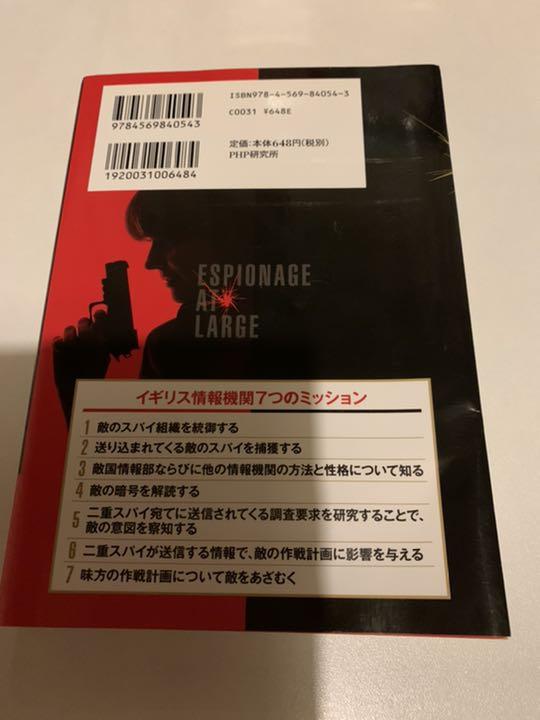 ISBN978-4-569-84054-3
C0031 ¥648E
9784569840543
定価:本体648円(税別)
PHP研究所
1920031006484
ESPIONAGE
AT
LARGE
イギリス情報機関7つのミッション
1 敵のスパイ組織を統御する
2 送り込まれてくる敵のスパイを捕獲する
3 敵国情報部ならびに他の情報機関の方法と性格について知る
4 敵の暗号を解読する
5 二重スパイ宛てに送信されてくる調査要求を研究することで、
敵の意図を察知する
6 二重スパイが送信する情報で、敵の作戦計画に影響を与える
7 味方の作戦計画について敵をあざむく